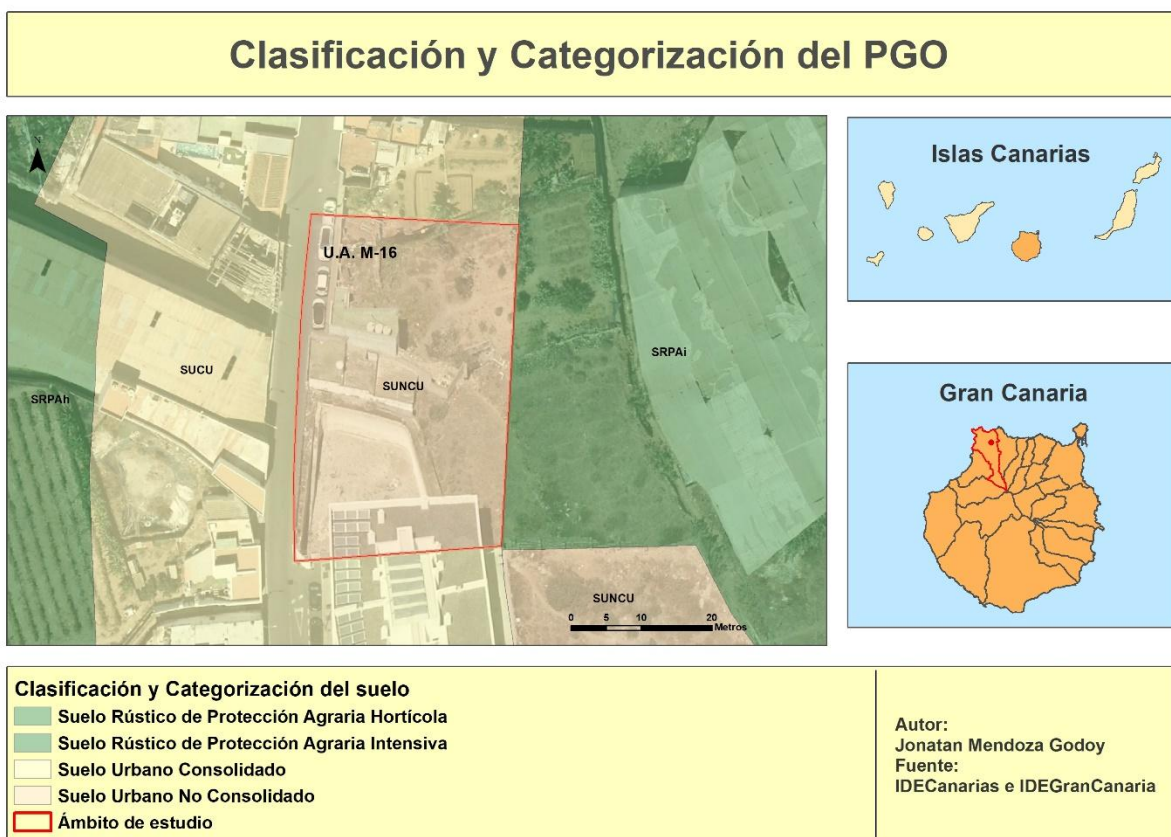 Clasificación y Categorización del PGO
N
U.A. M-16
SUCU
SRPAh
SUNCU
SRPAi
SUNCU
0 5 10 20
Metros
Islas Canarias
Gran Canaria
Clasificación y Categorización del suelo
Suelo Rústico de Protección Agraria Hortícola
Suelo Rústico de Protección Agraria Intensiva
Suelo Urbano Consolidado
Suelo Urbano No Consolidado
Ámbito de estudio
Autor:
Jonatan Mendoza Godoy
Fuente:
IDECanarias e IDEGranCanaria